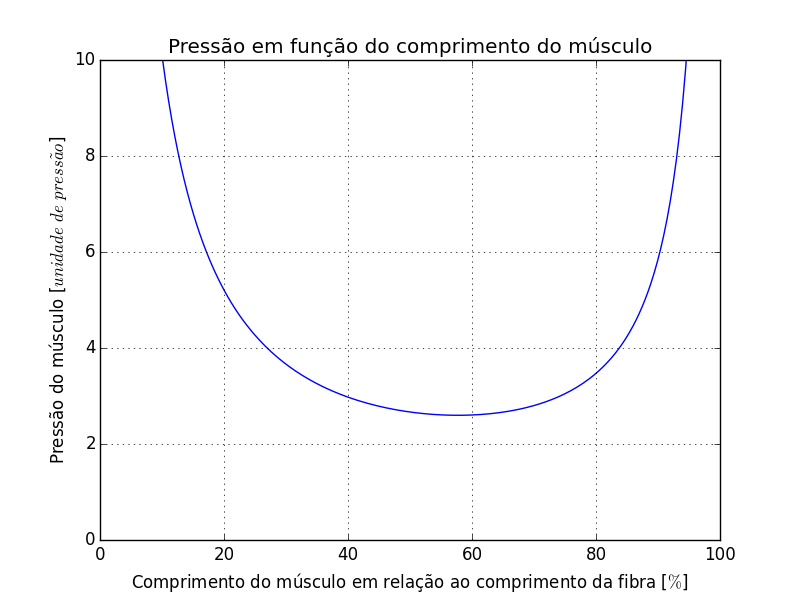 Pressão em função do comprimento do músculo
Pressão do músculo [unidade de pressão]
10
8
6
4
2
0
0 20 40 60 80 100
Comprimento do músculo em relação ao comprimento da fibra [%]